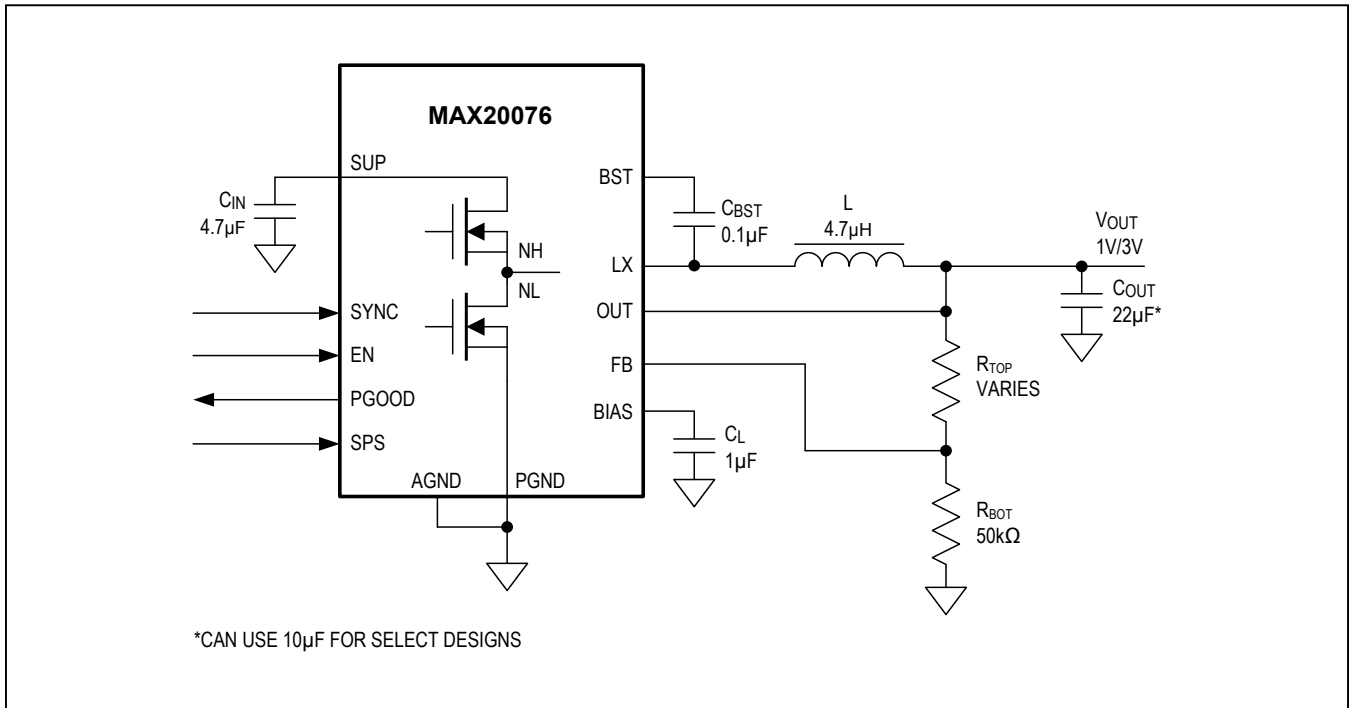 MAX20076
SUP
CIN
4.7µF
BST
CBST
0.1µF
L
4.7µH
VOUT
1V/3V
NH
NL
LX
COUT
22µF*
SYNC
OUT
EN
FB
RTOP
VARIES
PGOOD
BIAS
CL
1µF
SPS
AGND
PGND
RBOT
50kΩ
*CAN USE 10µF FOR SELECT DESIGNS